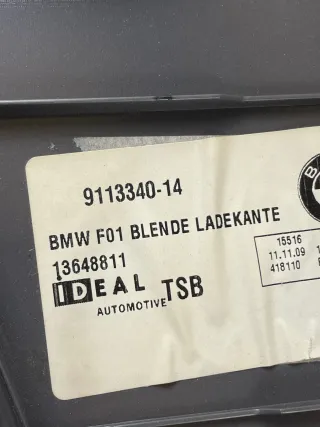 9113340-14
BMW F01 BLENDE LADEKANTE
13648811
IDEAL TSB
AUTOMOTIVE
15516
11.11.09
418110
B